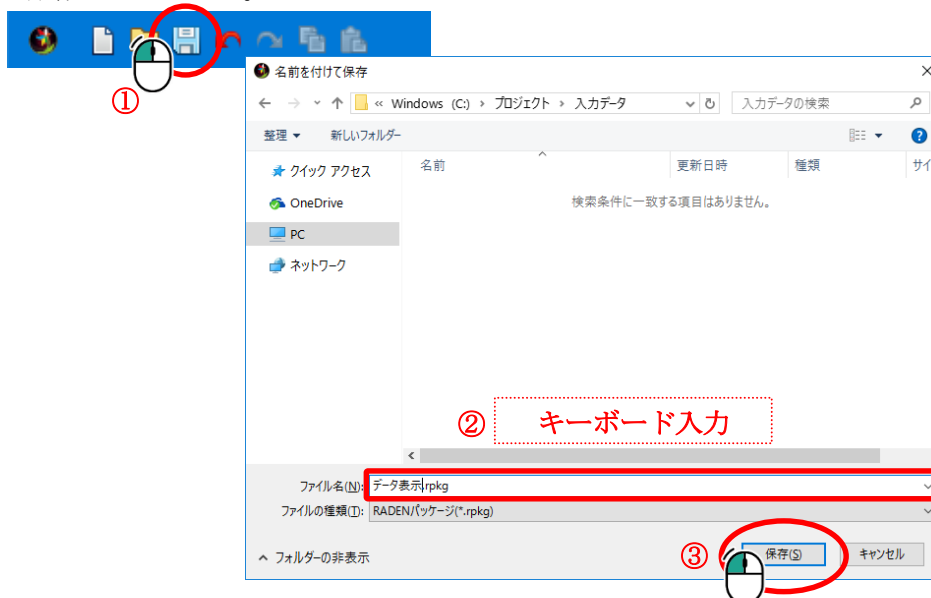 ①
名前を付けて保存
« Windows (C:) › プロジェクト › 入力データ
入力データの検索
整理
新しいフォルダー
名前
更新日時
種類
サイ
クイック アクセス
検索条件に一致する項目はありません。
OneDrive
PC
ネットワーク
② キーボード入力
ファイル名(N): データ表示.rpkg
ファイルの種類(T): RADENパッケージ(*.rpkg)
フォルダーの非表示
③
保存(S)
キャンセル